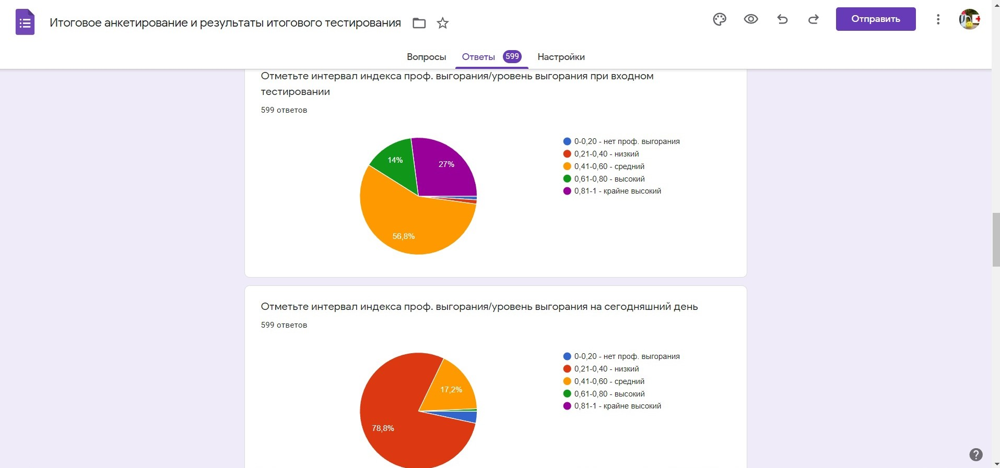 Итоговое анкетирование и результаты итогового тестирования
Отправить
Вопросы
Ответы 599
Настройки
Отметьте интервал индекса проф. выгорания/уровень выгорания при входном
тестировании
599 ответов
14%
27%
56,8%
0-0,20 - нет проф. выгорания
0,21-0,40 - низкий
0,41-0,60 - средний
0,61-0,80 - высокий
0,81-1 - крайне высокий
Отметьте интервал индекса проф. выгорания/уровень выгорания на сегодняшний день
599 ответов
17,2%
78,8%
0-0,20 - нет проф. выгорания
0,21-0,40 - низкий
0,41-0,60 - средний
0,61-0,80 - высокий
0,81-1 - крайне высокий